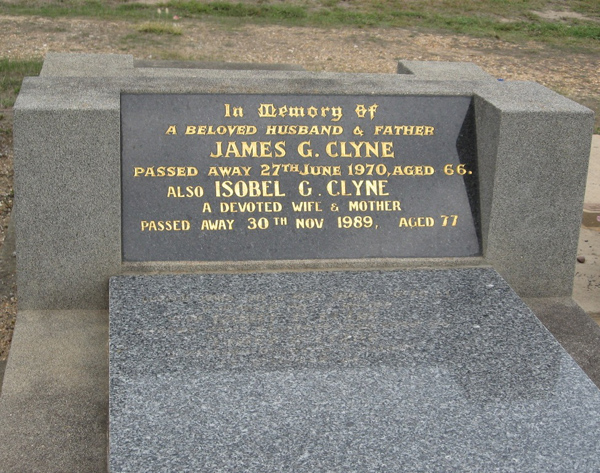 In Memory Of
A BELOVED HUSBAND & FATHER
JAMES G. CLYNE
PASSED AWAY 27TH JUNE 1970, AGED 66.
ALSO ISOBEL C. CLYNE
A DEVOTED WIFE & MOTHER
PASSED AWAY 30TH NOV 1989, AGED 77